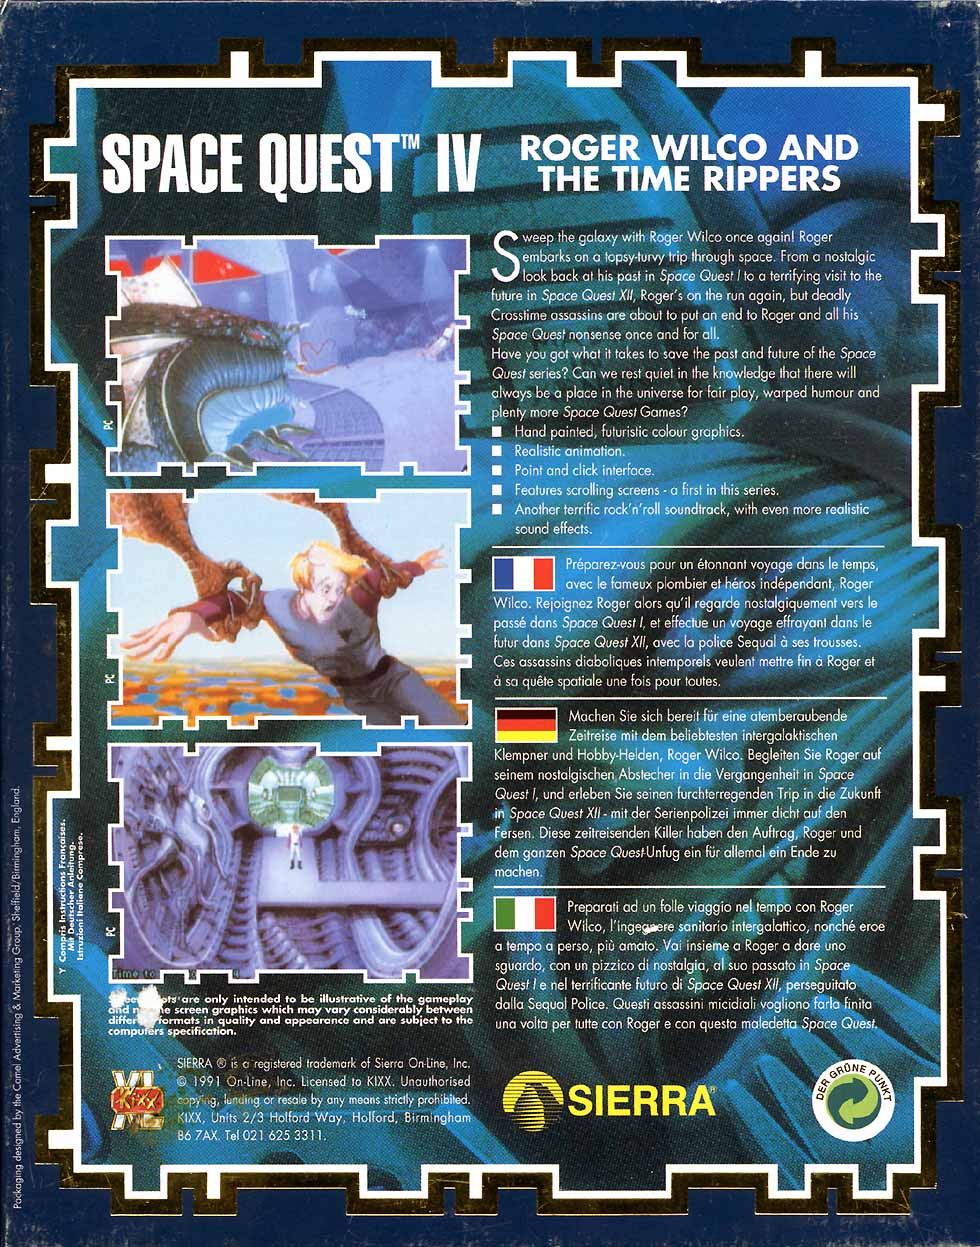 SPACE QUEST™ IV
ROGER WILCO AND
THE TIME RIPPERS
Sweep the galaxy with Roger Wilco once again! Roger
embarks on a topsy-turvy trip through space. From a nostalgic
look back at his past in Space Quest I to a terrifying visit to the
future in Space Quest XII, Roger's on the run again, but deadly
Crosstime assassins are about to put an end to Roger and all his
Space Quest nonsense once and for all.
Have you got what it takes to save the past and future of the Space
Quest series? Can we rest quiet in the knowledge that there will
always be a place in the universe for fair play, warped humour and
plenty more Space Quest Games?
■ Hand painted, futuristic colour graphics.
■ Realistic animation.
■ Point and click interface.
■ Features scrolling screens - a first in this series.
■ Another terrific rock'n'roll soundtrack, with even more realistic
sound effects.
Préparez-vous pour un étonnant voyage dans le temps,
avec le fameux plombier et héros indépendant, Roger
Wilco. Rejoignez Roger alors qu'il regarde nostalgiquement vers le
passé dans Space Quest I, et effectue un voyage effrayant dans le
futur dans Space Quest XII, avec la police Sequal à ses trousses.
Ces assassins diaboliques intemporels veulent mettre fin à Roger et
à sa quête spatiale une fois pour toutes.
Machen Sie sich bereit für eine atemberaubende
Zeitreise mit dem beliebtesten intergalaktischen
Klempner und Hobby-Helden, Roger Wilco. Begleiten Sie Roger auf
seinem nostalgischen Abstecher in die Vergangenheit in Space
Quest I, und erleben Sie seinen furchterregenden Trip in die Zukunft
in Space Quest XII - mit der Serienpolizei immer dicht auf den
Fersen. Diese zeitreisenden Killer haben den Auftrag, Roger und
dem ganzen Space Quest-Unfug ein für allemal ein Ende zu
machen.
Preparati ad un folle viaggio nel tempo con Roger
Wilco, l'ingegnere sanitario intergalattico, nonché eroe
a tempo a perso, più amato. Vai insieme a Roger a dare uno
sguardo, con un pizzico di nostalgia, al suo passato in Space
Quest I e nel terrificante futuro di Space Quest XII, perseguitato
dalla Sequal Police. Questi assassini micidiali vogliono farla finita
una volta per tutte con Roger e con questa maledetta Space Quest.
PC
PC
PC
Time to
Y Compris Instructions Francaises.
Mit Deutscher Anleitung.
Istruzioni Italiane Comprese.
Packaging designed by the Camel Advertising & Marketing Group, Sheffield/Birmingham, England.
are only intended to be illustrative of the gameplay
and screen graphics which may vary considerably between
formats in quality and appearance and are subject to the
computers specification.
XL
KiXX
SIERRA ® is a registered trademark of Sierra On-Line, Inc.
© 1991 On-Line, Inc. Licensed to KIXX. Unauthorised
copying, lending or resale by any means strictly prohibited.
KIXX, Units 2/3 Holford Way, Holford, Birmingham
B6 7AX. Tel 021 625 3311.
SIERRA®
DER GRÜNE PUNKT